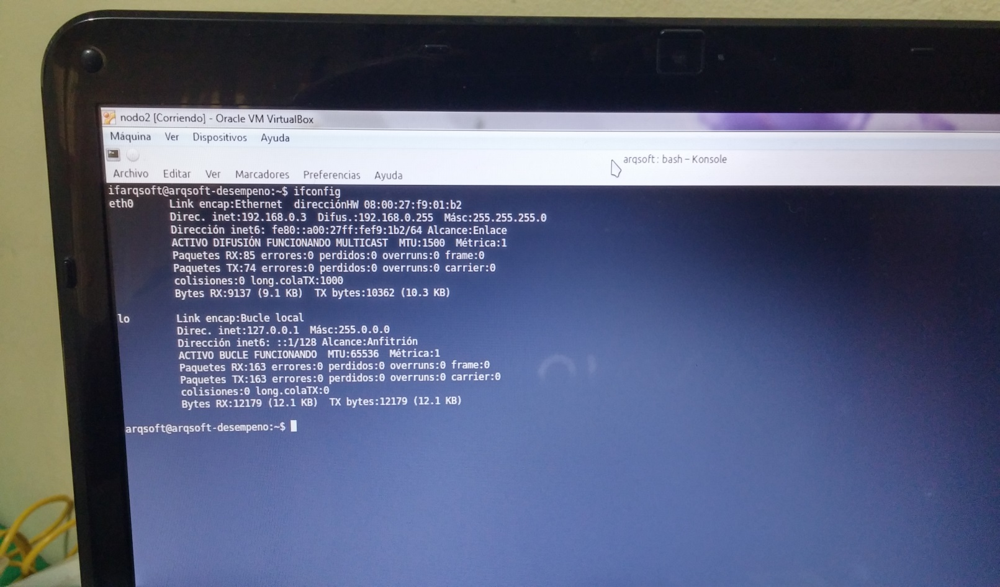 nodo2 [Corriendo] - Oracle VM VirtualBox
Máquina Ver Dispositivos Ayuda
arqsoft : bash – Konsole
Archivo Editar Ver Marcadores Preferencias Ayuda
ifarqsoft@arqsoft-desempeno:~$ ifconfig
eth0 Link encap:Ethernet direcciónHW 08:00:27:f9:01:b2
Direc. inet:192.168.0.3 Difus.:192.168.0.255 Másc:255.255.255.0
Dirección inet6: fe80::a00:27ff:fef9:1b2/64 Alcance:Enlace
ACTIVO DIFUSIÓN FUNCIONANDO MULTICAST MTU:1500 Métrica:1
Paquetes RX:85 errores:0 perdidos:0 overruns:0 frame:0
Paquetes TX:74 errores:0 perdidos:0 overruns:0 carrier:0
colisiones:0 long.colaTX:1000
Bytes RX:9137 (9.1 KB) TX bytes:10362 (10.3 KB)
lo Link encap:Bucle local
Direc. inet:127.0.0.1 Másc:255.0.0.0
Dirección inet6: ::1/128 Alcance:Anfitrión
ACTIVO BUCLE FUNCIONANDO MTU:65536 Métrica:1
Paquetes RX:163 errores:0 perdidos:0 overruns:0 frame:0
Paquetes TX:163 errores:0 perdidos:0 overruns:0 carrier:0
colisiones:0 long.colaTX:0
Bytes RX:12179 (12.1 KB) TX bytes:12179 (12.1 KB)
arqsoft@arqsoft-desempeno:~$